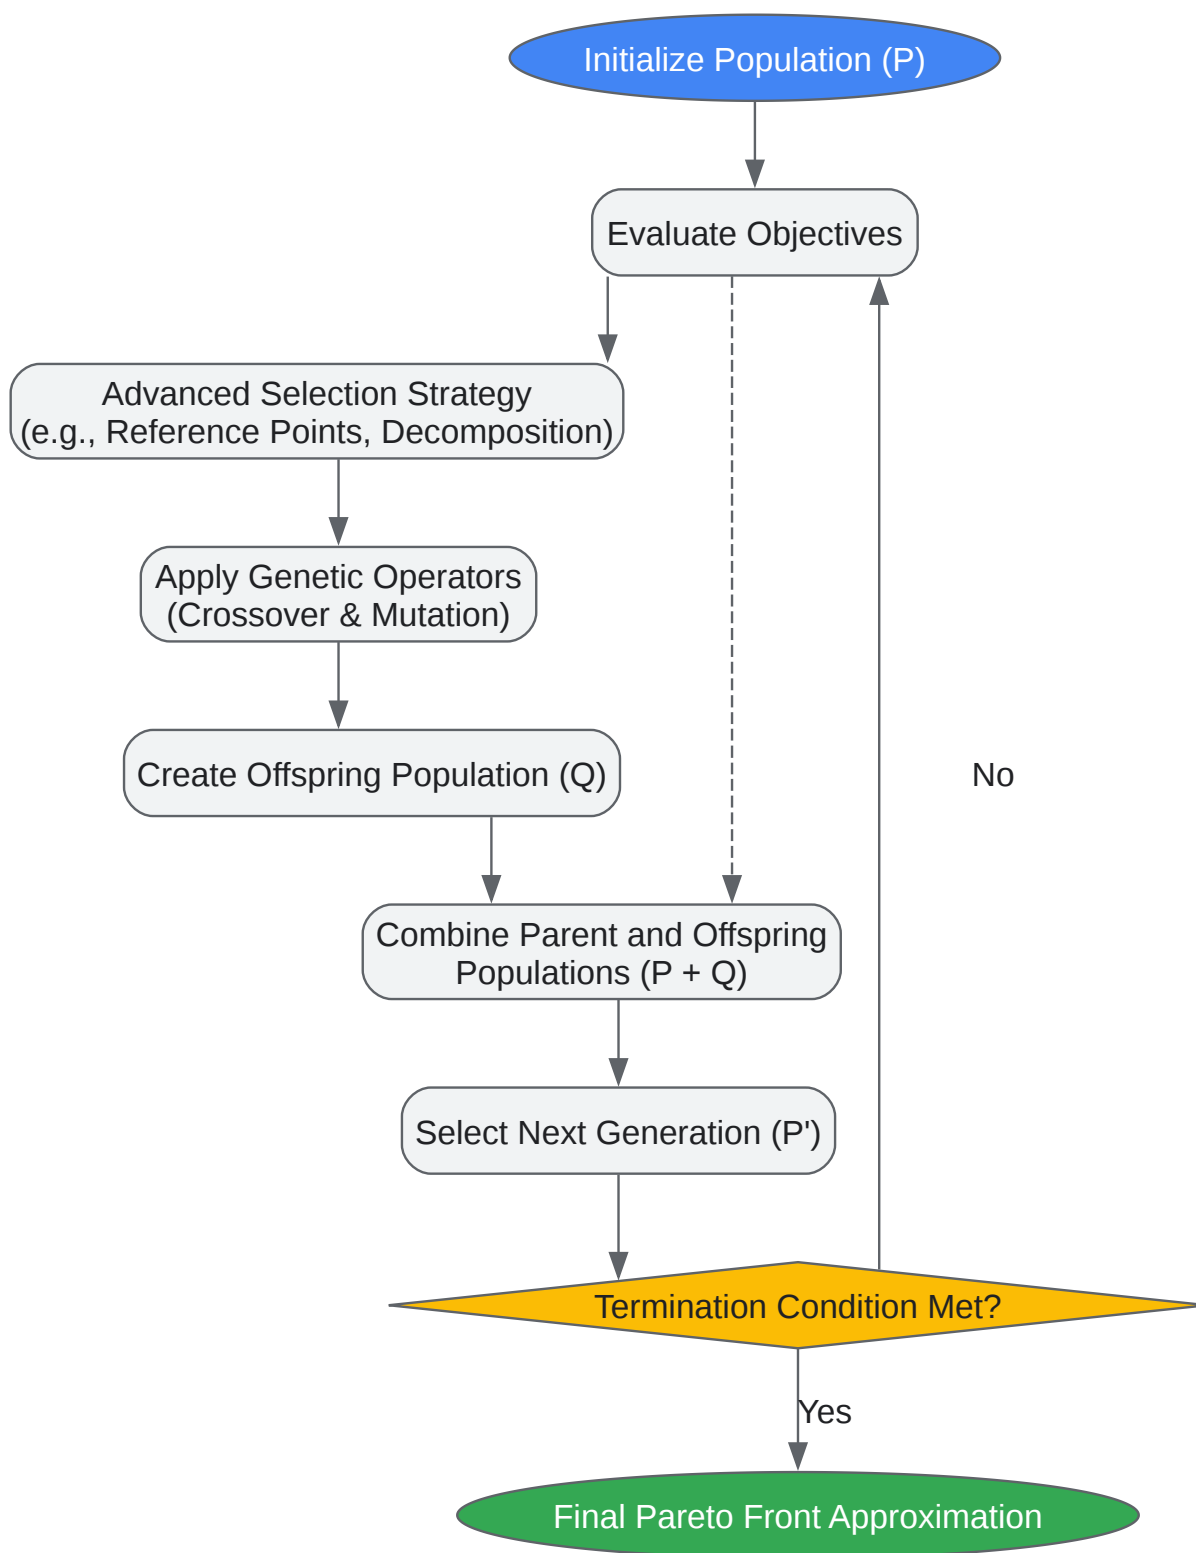 Initialize Population (P)
Evaluate Objectives
Advanced Selection Strategy
(e.g., Reference Points, Decomposition)
Apply Genetic Operators
(Crossover & Mutation)
Create Offspring Population (Q)
No
Combine Parent and Offspring
Populations (P + Q)
Select Next Generation (P')
Termination Condition Met?
Yes
Final Pareto Front Approximation